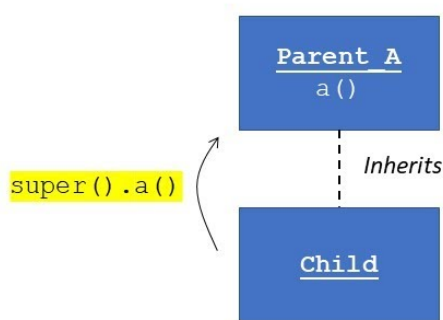 Parent_A
a()
Inherits
super().a()
Child